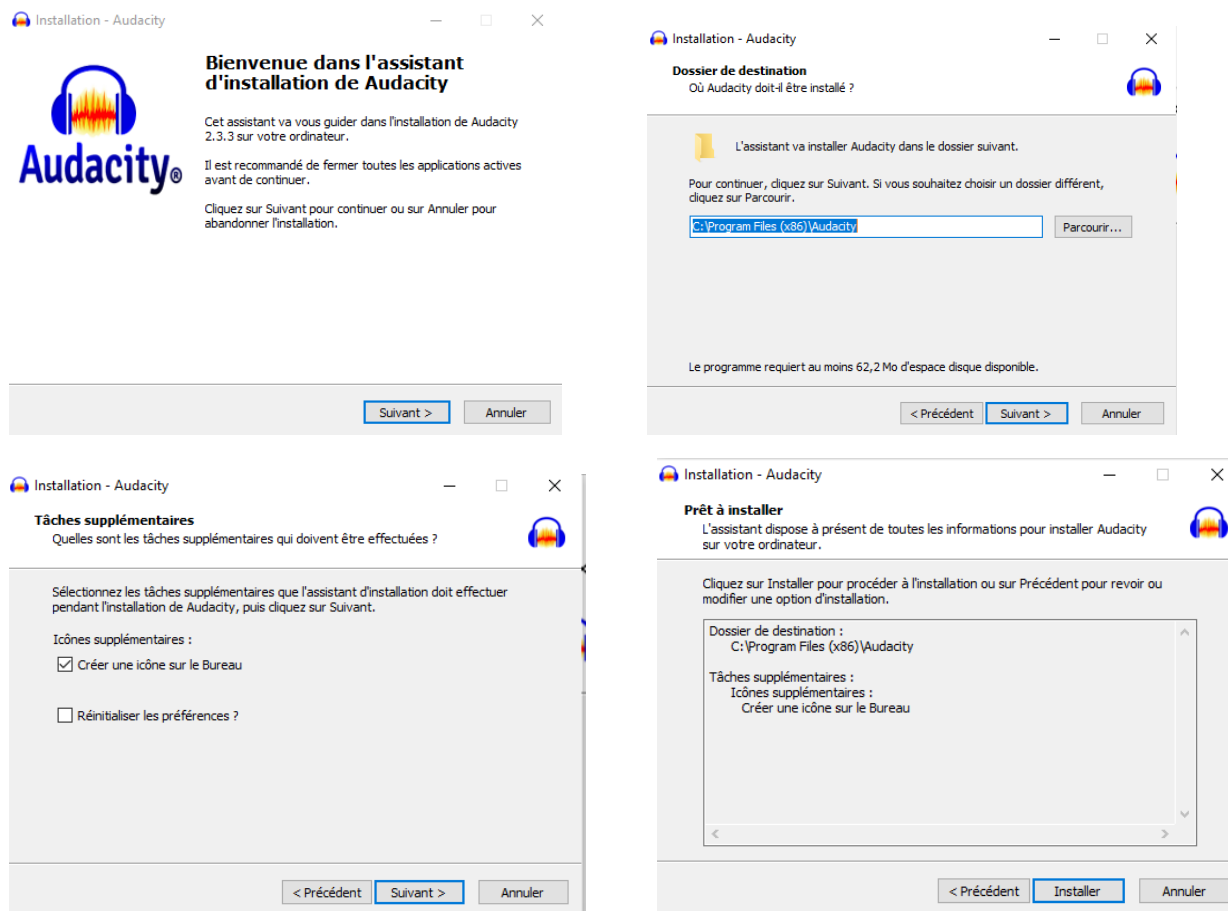 Installation - Audacity
Bienvenue dans l'assistant
d'installation de Audacity
Audacity®
Cet assistant va vous guider dans l'installation de Audacity
2.3.3 sur votre ordinateur.
Il est recommandé de fermer toutes les applications actives
avant de continuer.
Cliquez sur Suivant pour continuer ou sur Annuler pour
abandonner l'installation.
Suivant >
Annuler
Installation - Audacity
Dossier de destination
Où Audacity doit-il être installé ?
L'assistant va installer Audacity dans le dossier suivant.
Pour continuer, cliquez sur Suivant. Si vous souhaitez choisir un dossier différent,
cliquez sur Parcourir.
C:\Program Files (x86)\Audacity
Parcourir...
Le programme requiert au moins 62,2 Mo d'espace disque disponible.
< Précédent
Suivant >
Annuler
Installation - Audacity
Tâches supplémentaires
Quelles sont les tâches supplémentaires qui doivent être effectuées ?
Sélectionnez les tâches supplémentaires que l'assistant d'installation doit effectuer
pendant l'installation de Audacity, puis cliquez sur Suivant.
Icônes supplémentaires :
Créer une icône sur le Bureau
Réinitialiser les préférences ?
< Précédent
Suivant >
Annuler
Installation - Audacity
Prêt à installer
L'assistant dispose à présent de toutes les informations pour installer Audacity
sur votre ordinateur.
Cliquez sur Installer pour procéder à l'installation ou sur Précédent pour revoir ou
modifier une option d'installation.
Dossier de destination :
C:\Program Files (x86)\Audacity
Tâches supplémentaires :
Icônes supplémentaires :
Créer une icône sur le Bureau
< Précédent
Installer
Annuler